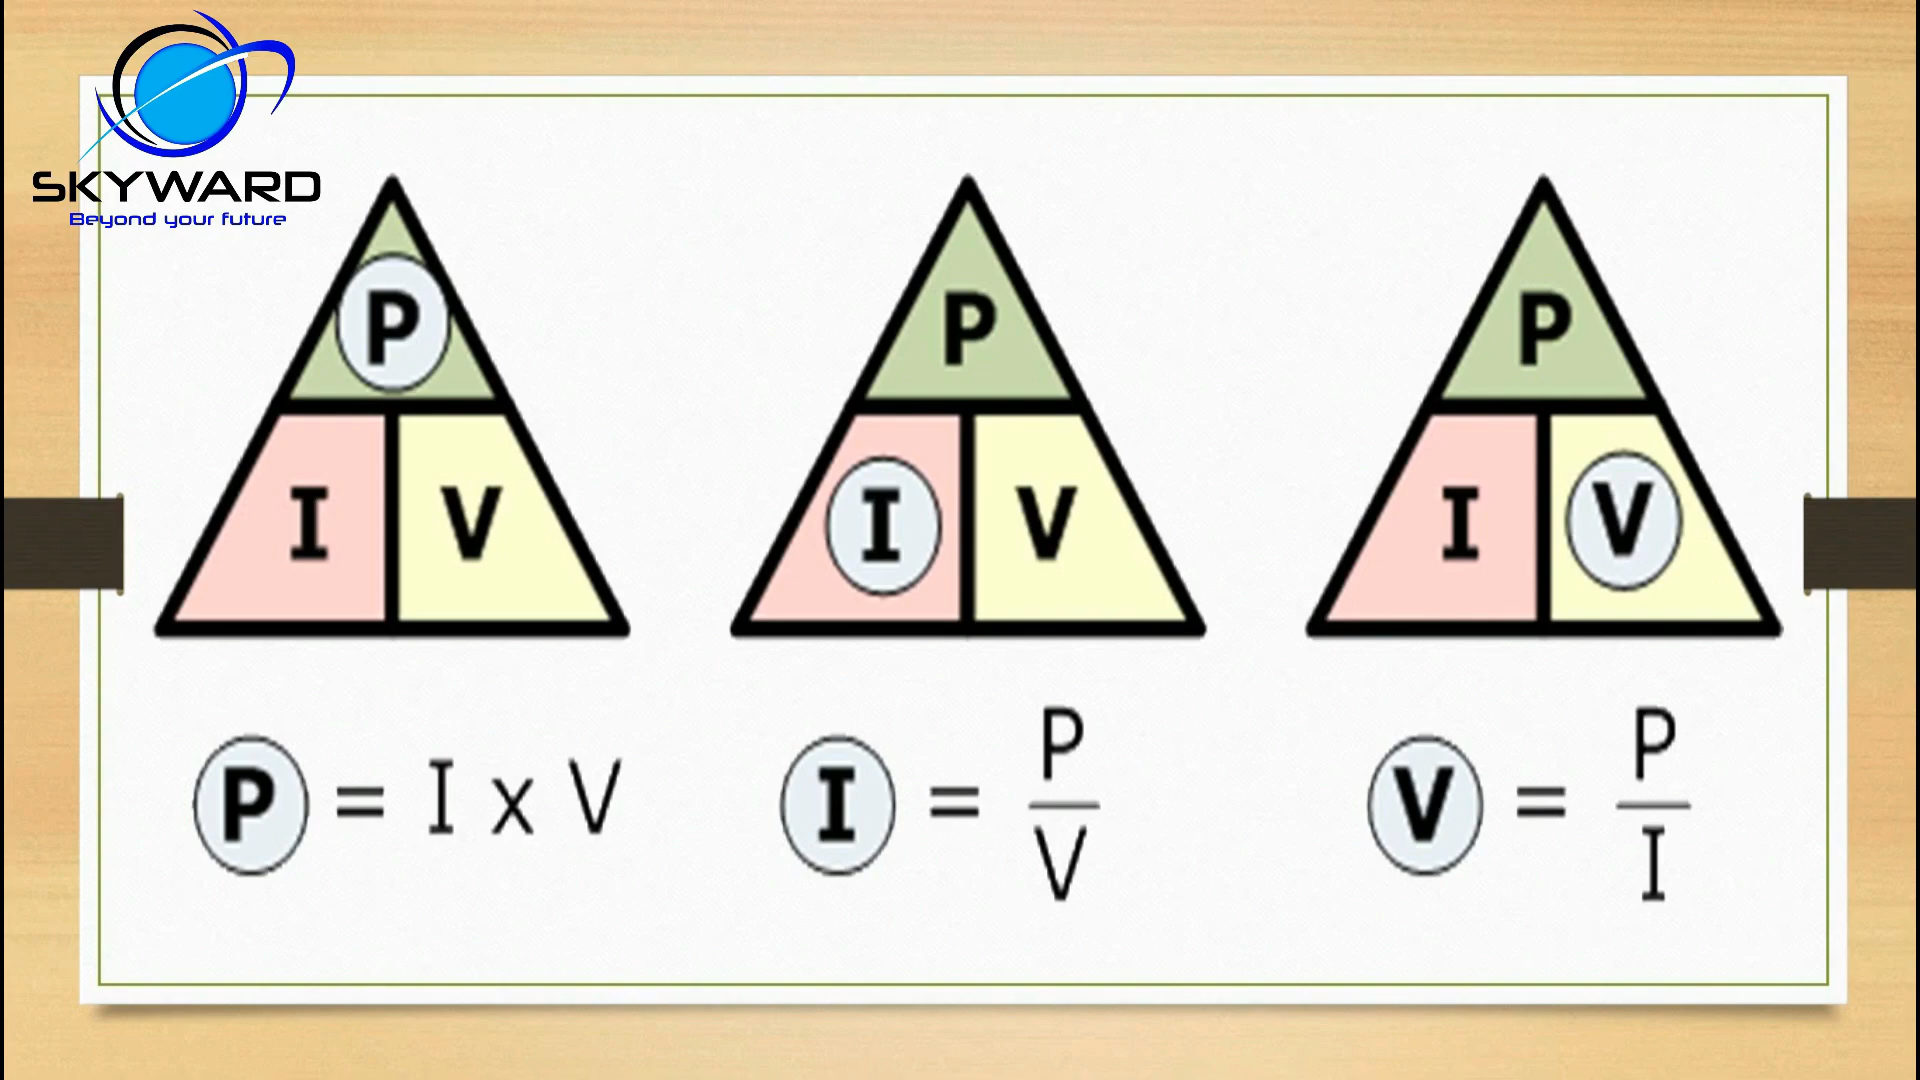 SKYWARD
Beyond your future
P
I V
P
I V
P
I V
P = I x V
I = P / V
V = P / I